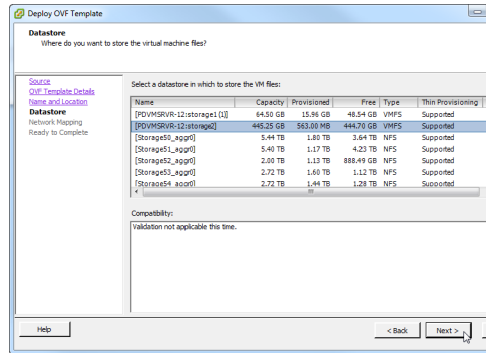 Deploy OVF Template
Datastore
Where do you want to store the virtual machine files?
Source
OVF Template Details
Name and Location
Datastore
Network Mapping
Ready to Complete
Select a datastore in which to store the VM files:
Name Capacity Provisioned Free Type Thin Provisioning
[PDVMSRVR-12:storage1 (1)] 64.50 GB 15.96 GB 48.54 GB VMFS Supported
[PDVMSRVR-12:storage2] 445.25 GB 563.00 MB 444.70 GB VMFS Supported
[Storage50_aggr0] 5.44 TB 1.80 TB 3.64 TB NFS Supported
[Storage51_aggr0] 5.40 TB 1.17 TB 4.23 TB NFS Supported
[Storage52_aggr0] 2.00 TB 1.13 TB 888.49 GB NFS Supported
[Storage53_aggr0] 2.72 TB 1.60 TB 1.12 TB NFS Supported
[Storage54_aggr0] 2.72 TB 1.44 TB 1.28 TB NFS Supported
Compatibility:
Validation not applicable this time.
Help < Back Next >